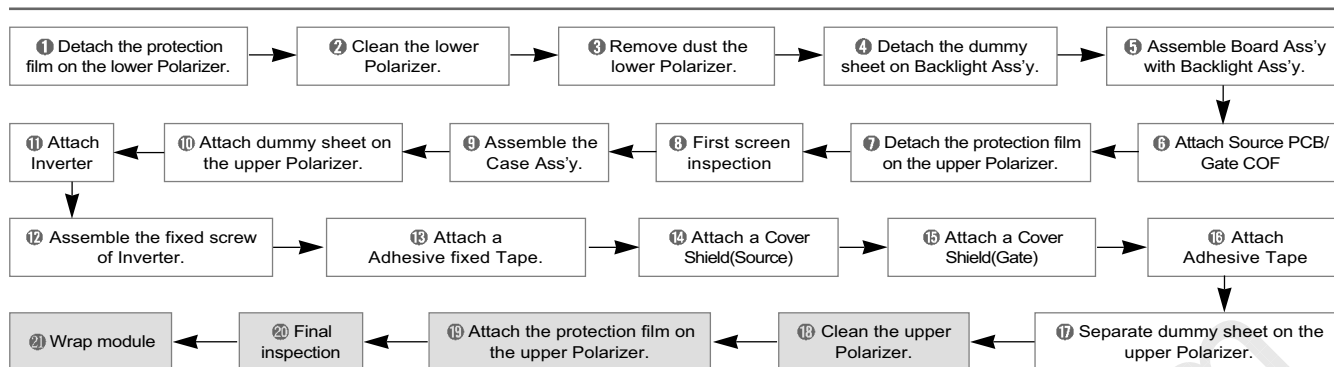 ❶ Detach the protection
film on the lower Polarizer.
❷ Clean the lower
Polarizer.
❸ Remove dust the
lower Polarizer.
❹ Detach the dummy
sheet on Backlight Ass'y.
❺ Assemble Board Ass'y
with Backlight Ass'y.
❻ Attach Source PCB/
Gate COF
❼ Detach the protection film
on the upper Polarizer.
❽ First screen
inspection
❾ Assemble the
Case Ass'y.
❿ Attach dummy sheet on
the upper Polarizer.
⓫ Attach
Inverter
⓬ Assemble the fixed screw
of Inverter.
⓭ Attach a
Adhesive fixed Tape.
⓮ Attach a Cover
Shield(Source)
⓯ Attach a Cover
Shield(Gate)
⓰ Attach
Adhesive Tape
⓱ Separate dummy sheet on the
upper Polarizer.
⓲ Clean the upper
Polarizer.
⓳ Attach the protection film on
the upper Polarizer.
⓴ Final
inspection
㉑ Wrap module